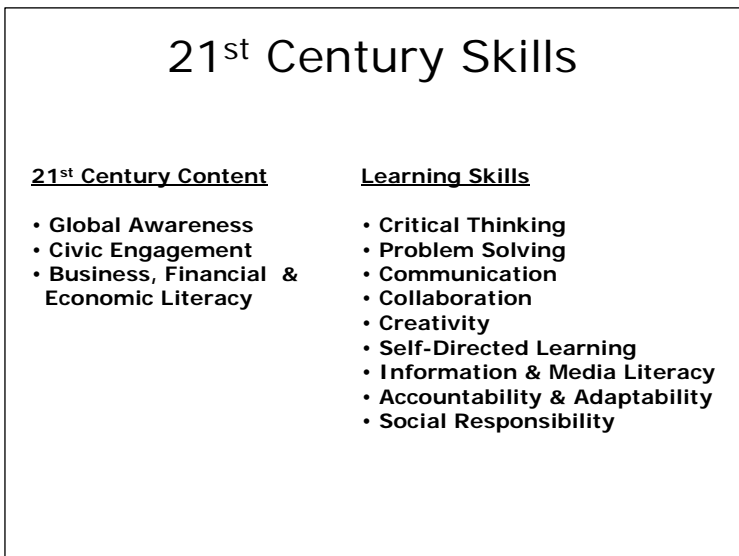 21st Century Skills
21st Century Content
• Global Awareness
• Civic Engagement
• Business, Financial &
Economic Literacy
Learning Skills
• Critical Thinking
• Problem Solving
• Communication
• Collaboration
• Creativity
• Self-Directed Learning
• Information & Media Literacy
• Accountability & Adaptability
• Social Responsibility